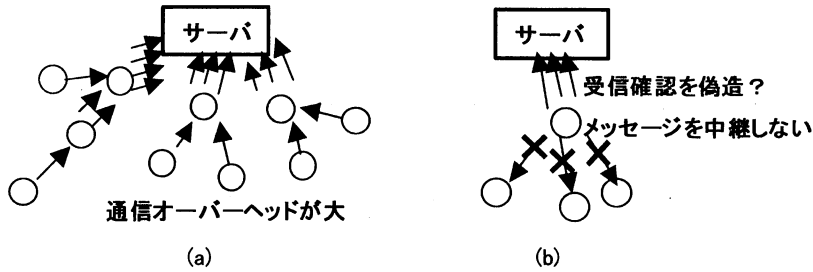 サーバ
通信オーバーヘッドが大
(a)
サーバ
受信確認を偽造？
メッセージを中継しない
(b)